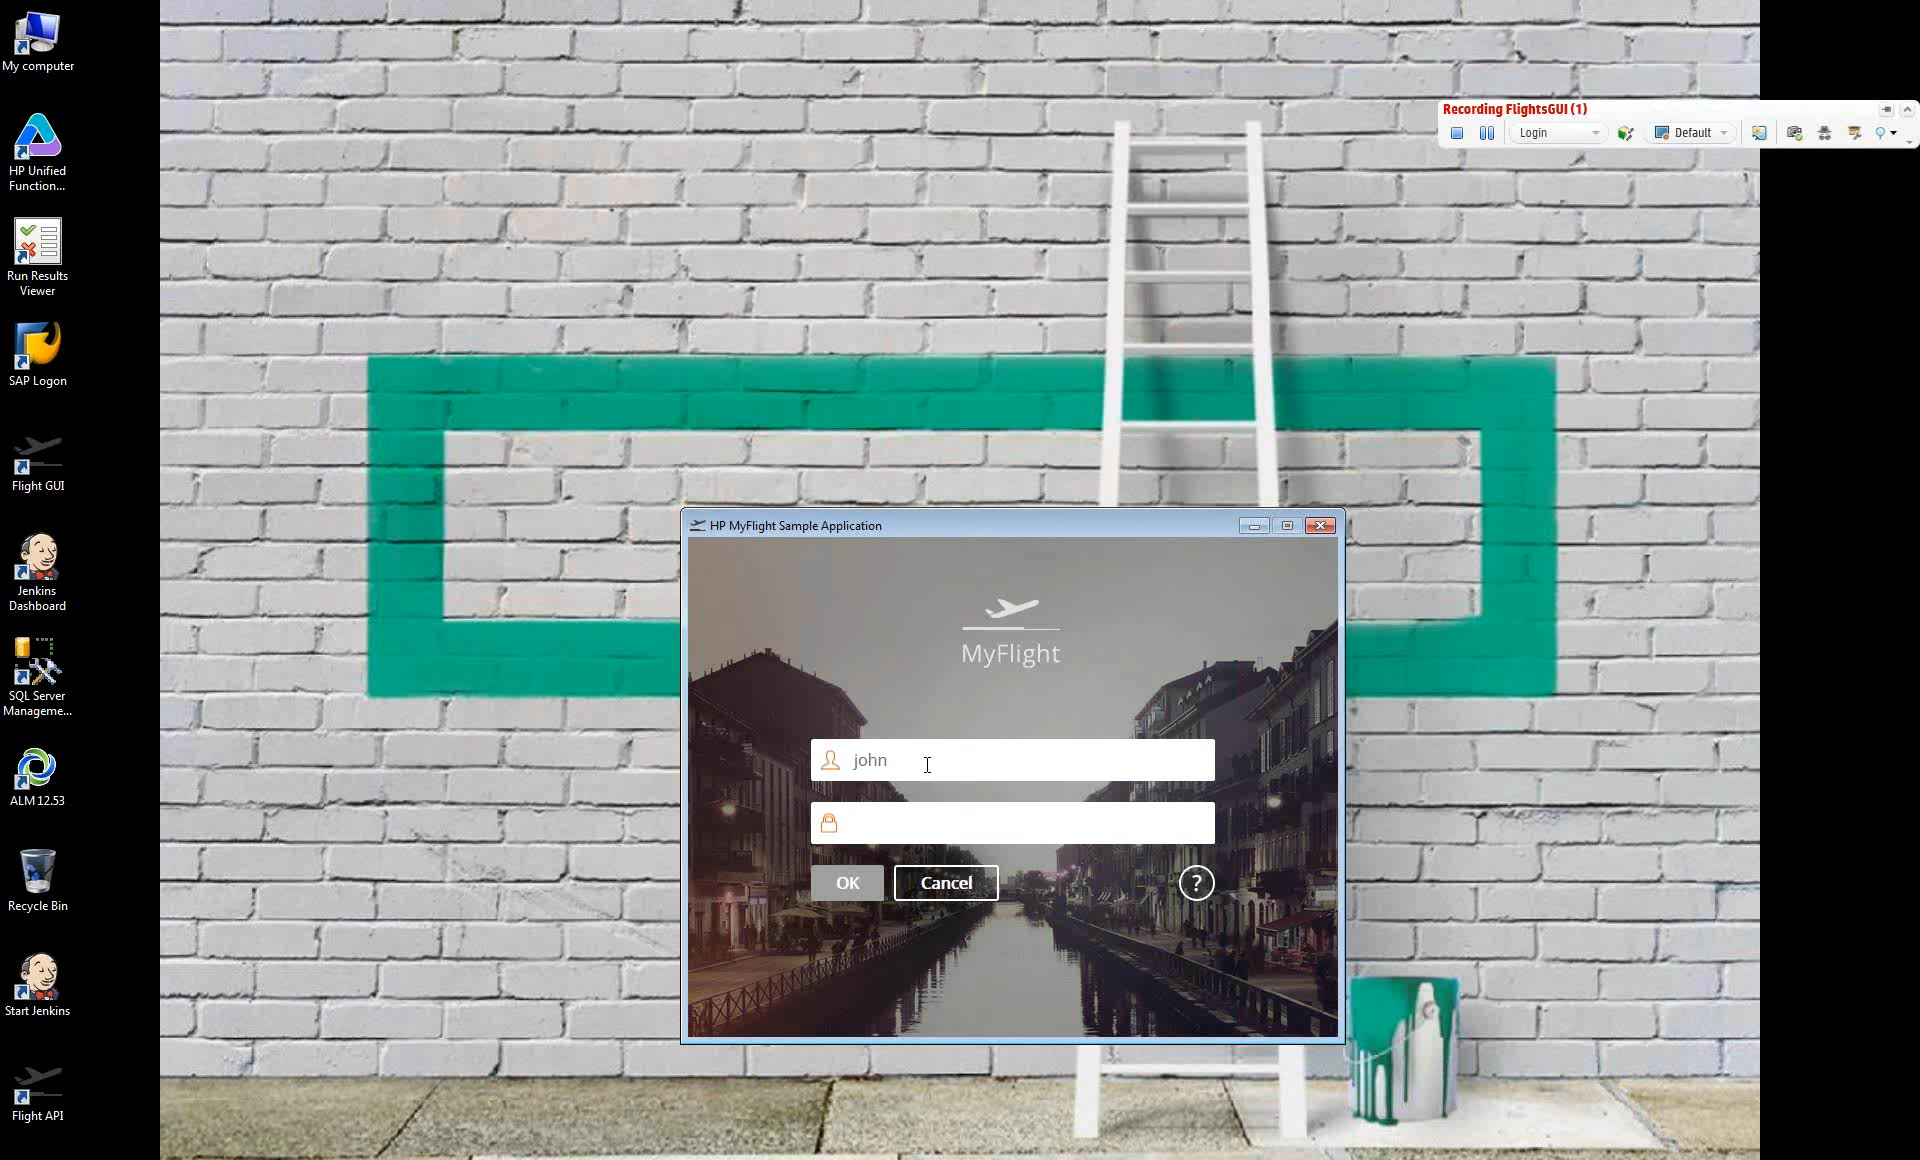 My computer
HP Unified
Function...
Run Results
Viewer
SAP Logon
Flight GUI
Jenkins
Dashboard
SQL Server
Manageme...
ALM 12.53
Recycle Bin
Start Jenkins
Flight API
Recording FlightsGUI (1)
Login
Default
HP MyFlight Sample Application
MyFlight
john
OK
Cancel
?